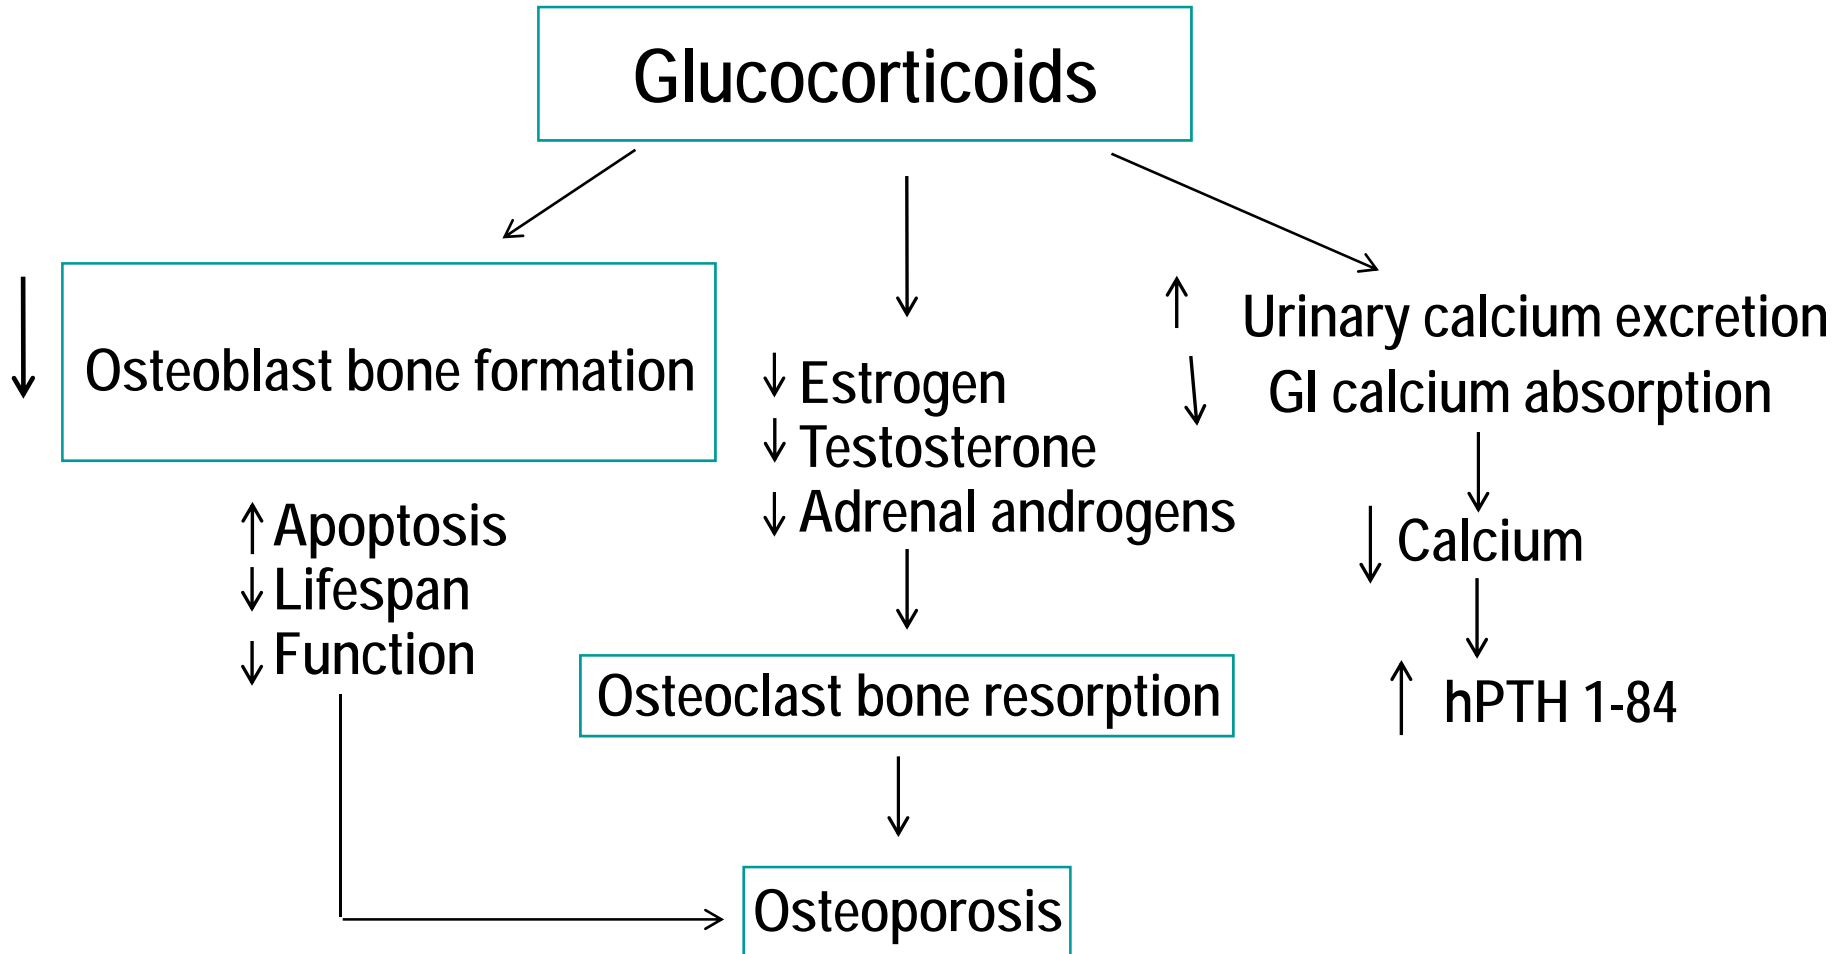 Glucocorticoids
Osteoblast bone formation
Apoptosis
Lifespan
Function
Estrogen
Testosterone
Adrenal androgens
Osteoclast bone resorption
Urinary calcium excretion
GI calcium absorption
Calcium
hPTH 1-84
Osteoporosis